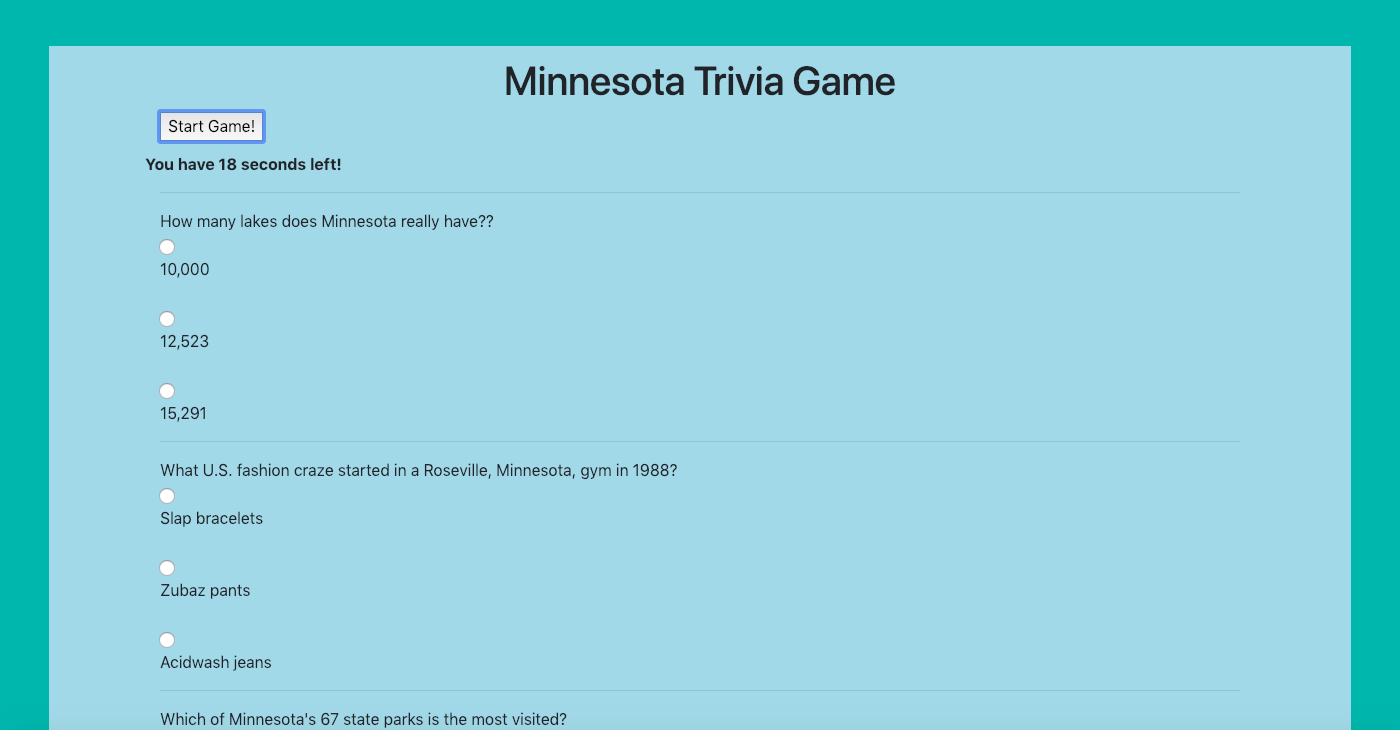 Minnesota Trivia Game
Start Game!
You have 18 seconds left!
How many lakes does Minnesota really have??
10,000
12,523
15,291
What U.S. fashion craze started in a Roseville, Minnesota, gym in 1988?
Slap bracelets
Zubaz pants
Acidwash jeans
Which of Minnesota's 67 state parks is the most visited?